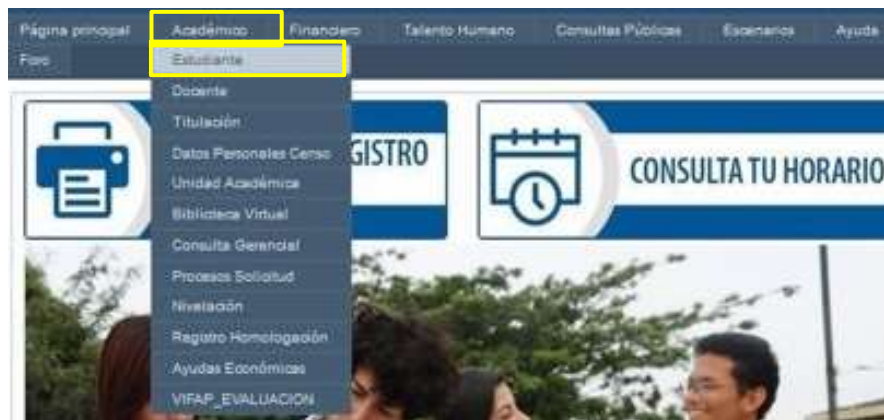 Página principal Académico Financiero Talento Humano Consultas Públicas Escenarios Ayuda
Foro
Estudiante
Docente
Titulación
Datos Personales Censo
Unidad Académica
Biblioteca Virtual
Consulta Gerencial
Procesos Solicitud
Nivelación
Registro Homologación
Ayudas Económicas
VIFAP_EVALUACION
GISTRO
CONSULTA TU HORARIO